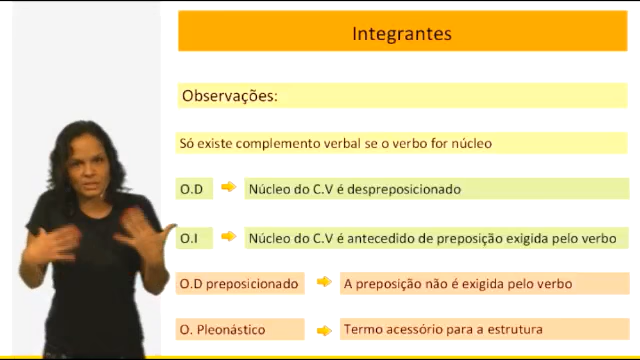 Integrantes
Observações:
Só existe complemento verbal se o verbo for núcleo
O.D
Núcleo do C.V é despreposicionado
O.I
Núcleo do C.V é antecedido de preposição exigida pelo verbo
O.D preposicionado
A preposição não é exigida pelo verbo
O. Pleonástico
Termo acessório para a estrutura